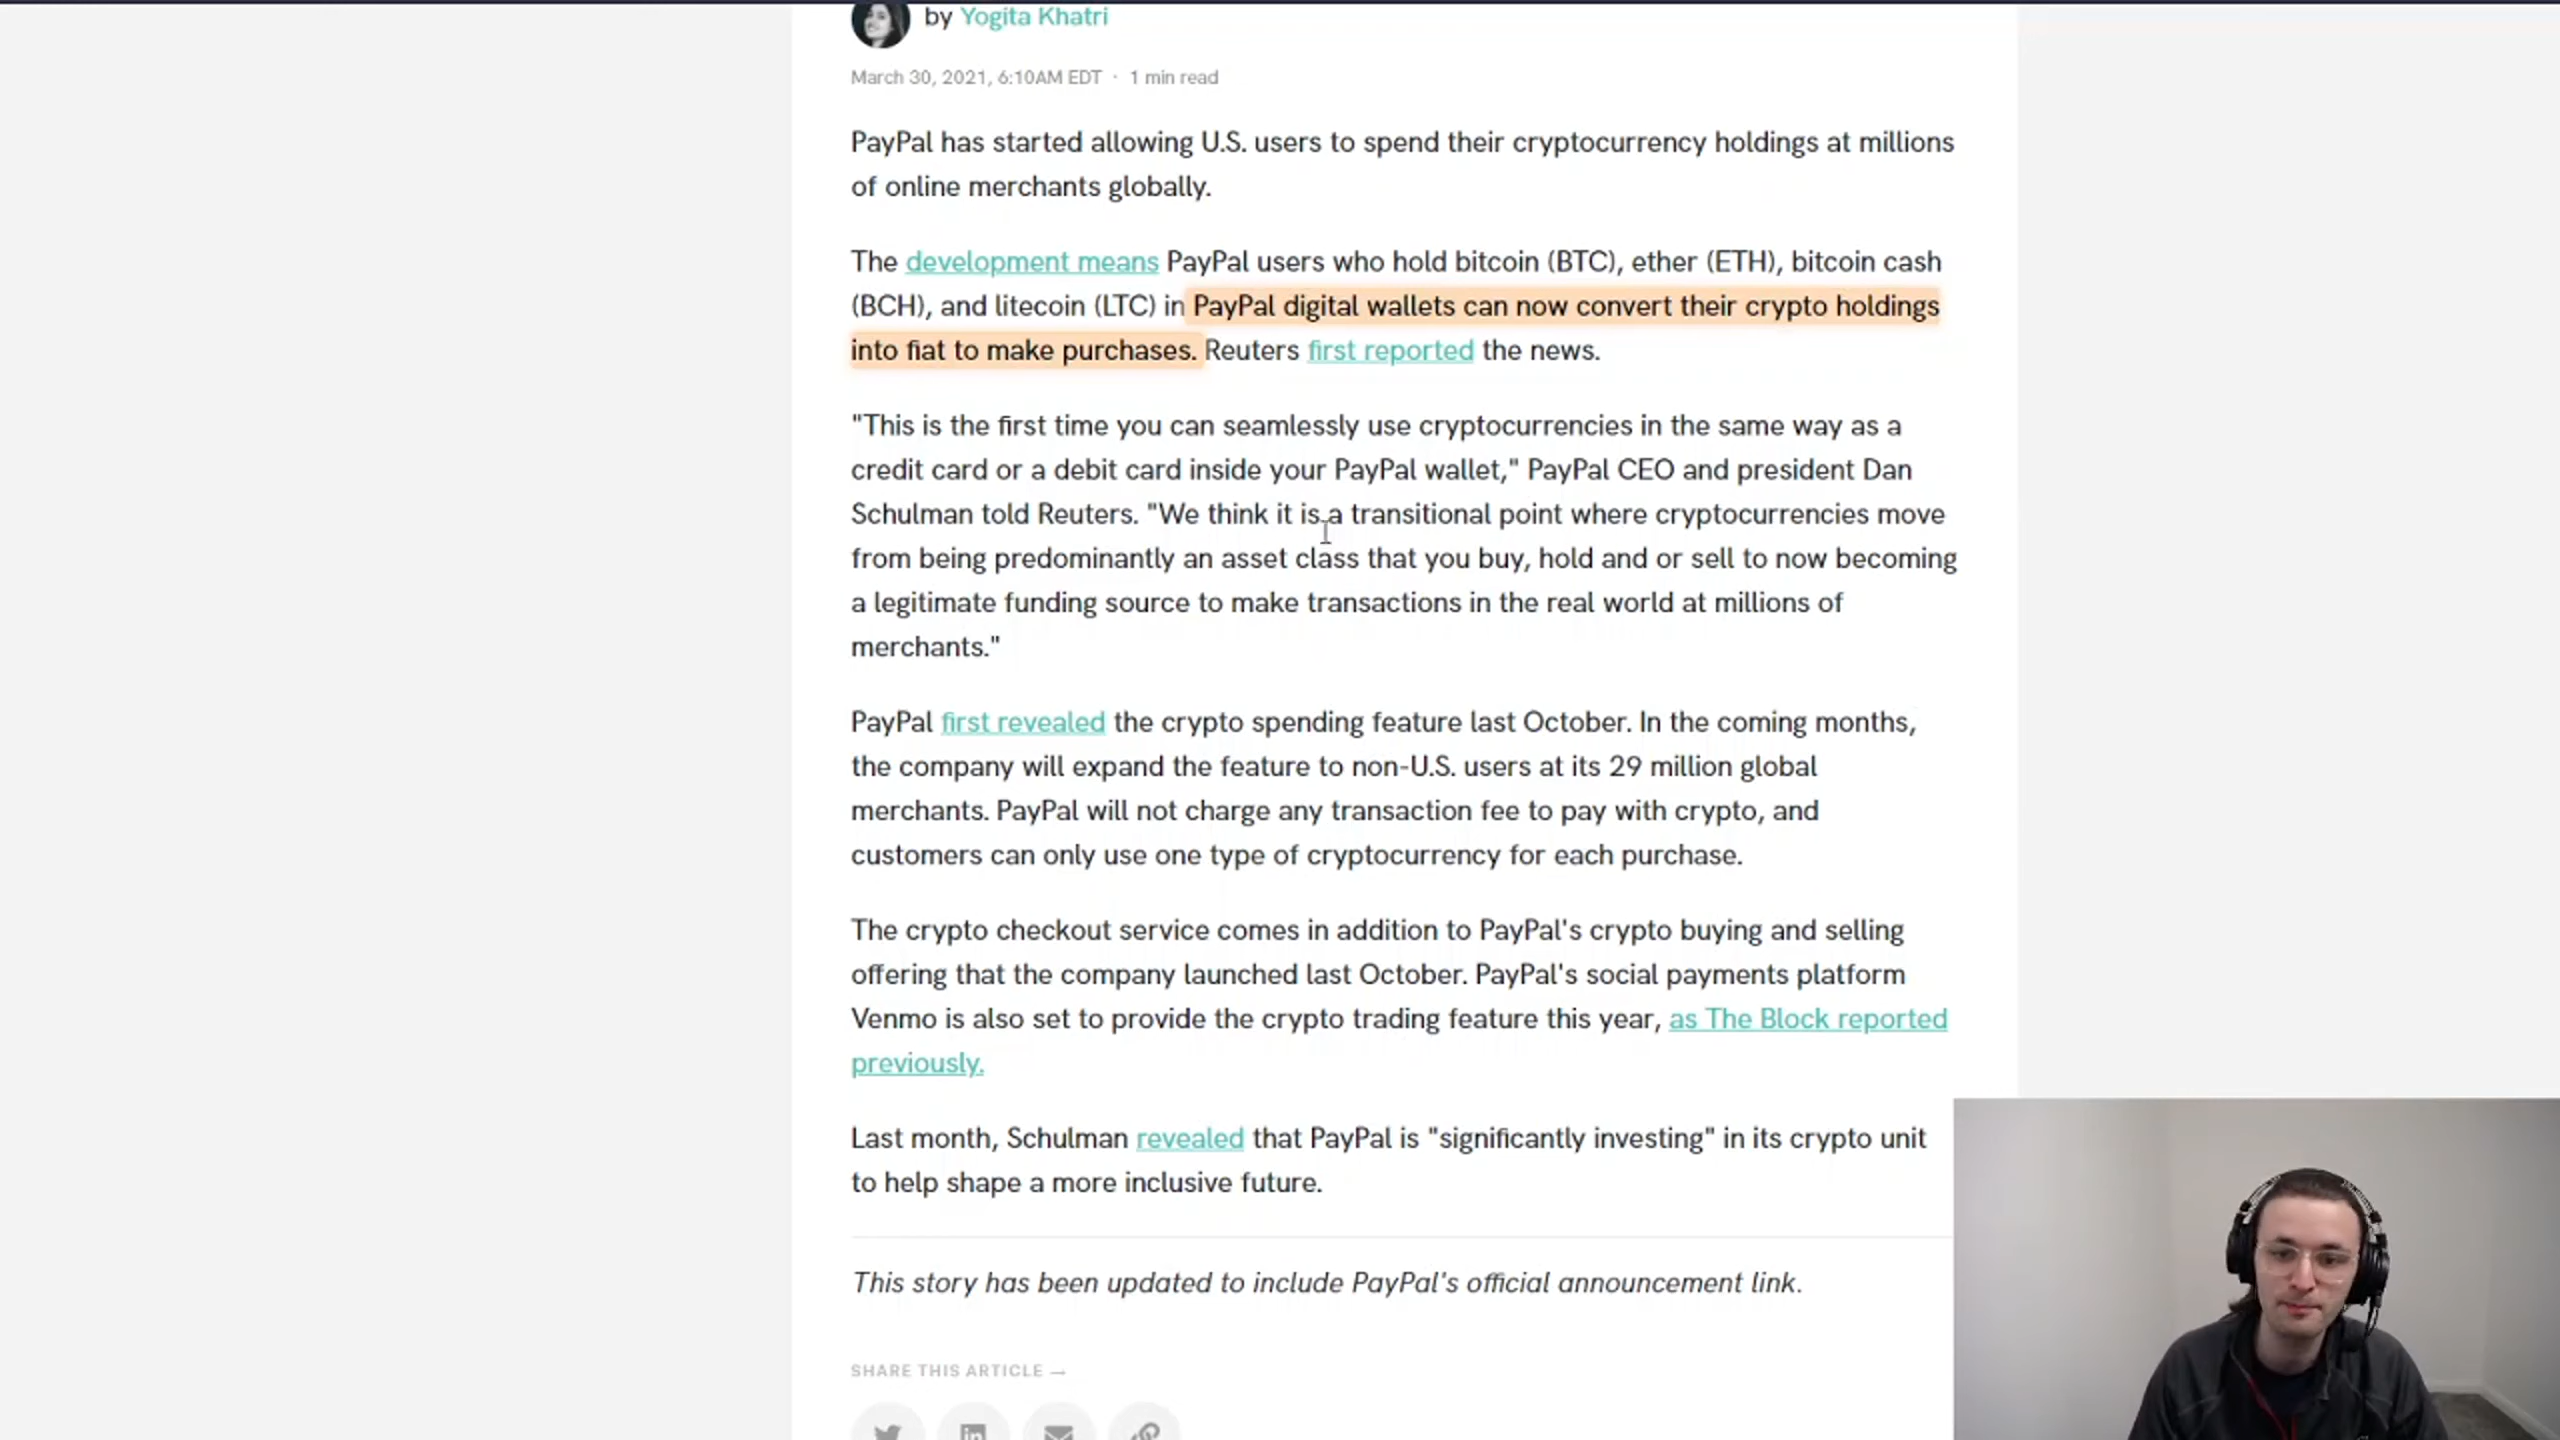 by Yogita Khatri
March 30, 2021, 6:10AM EDT · 1 min read
PayPal has started allowing U.S. users to spend their cryptocurrency holdings at millions
of online merchants globally.
The development means PayPal users who hold bitcoin (BTC), ether (ETH), bitcoin cash
(BCH), and litecoin (LTC) in PayPal digital wallets can now convert their crypto holdings
into fiat to make purchases. Reuters first reported the news.
"This is the first time you can seamlessly use cryptocurrencies in the same way as a
credit card or a debit card inside your PayPal wallet," PayPal CEO and president Dan
Schulman told Reuters. "We think it is a transitional point where cryptocurrencies move
from being predominantly an asset class that you buy, hold and or sell to now becoming
a legitimate funding source to make transactions in the real world at millions of
merchants."
PayPal first revealed the crypto spending feature last October. In the coming months,
the company will expand the feature to non-U.S. users at its 29 million global
merchants. PayPal will not charge any transaction fee to pay with crypto, and
customers can only use one type of cryptocurrency for each purchase.
The crypto checkout service comes in addition to PayPal's crypto buying and selling
offering that the company launched last October. PayPal's social payments platform
Venmo is also set to provide the crypto trading feature this year, as The Block reported
previously.
Last month, Schulman revealed that PayPal is "significantly investing" in its crypto unit
to help shape a more inclusive future.
This story has been updated to include PayPal's official announcement link.
SHARE THIS ARTICLE →